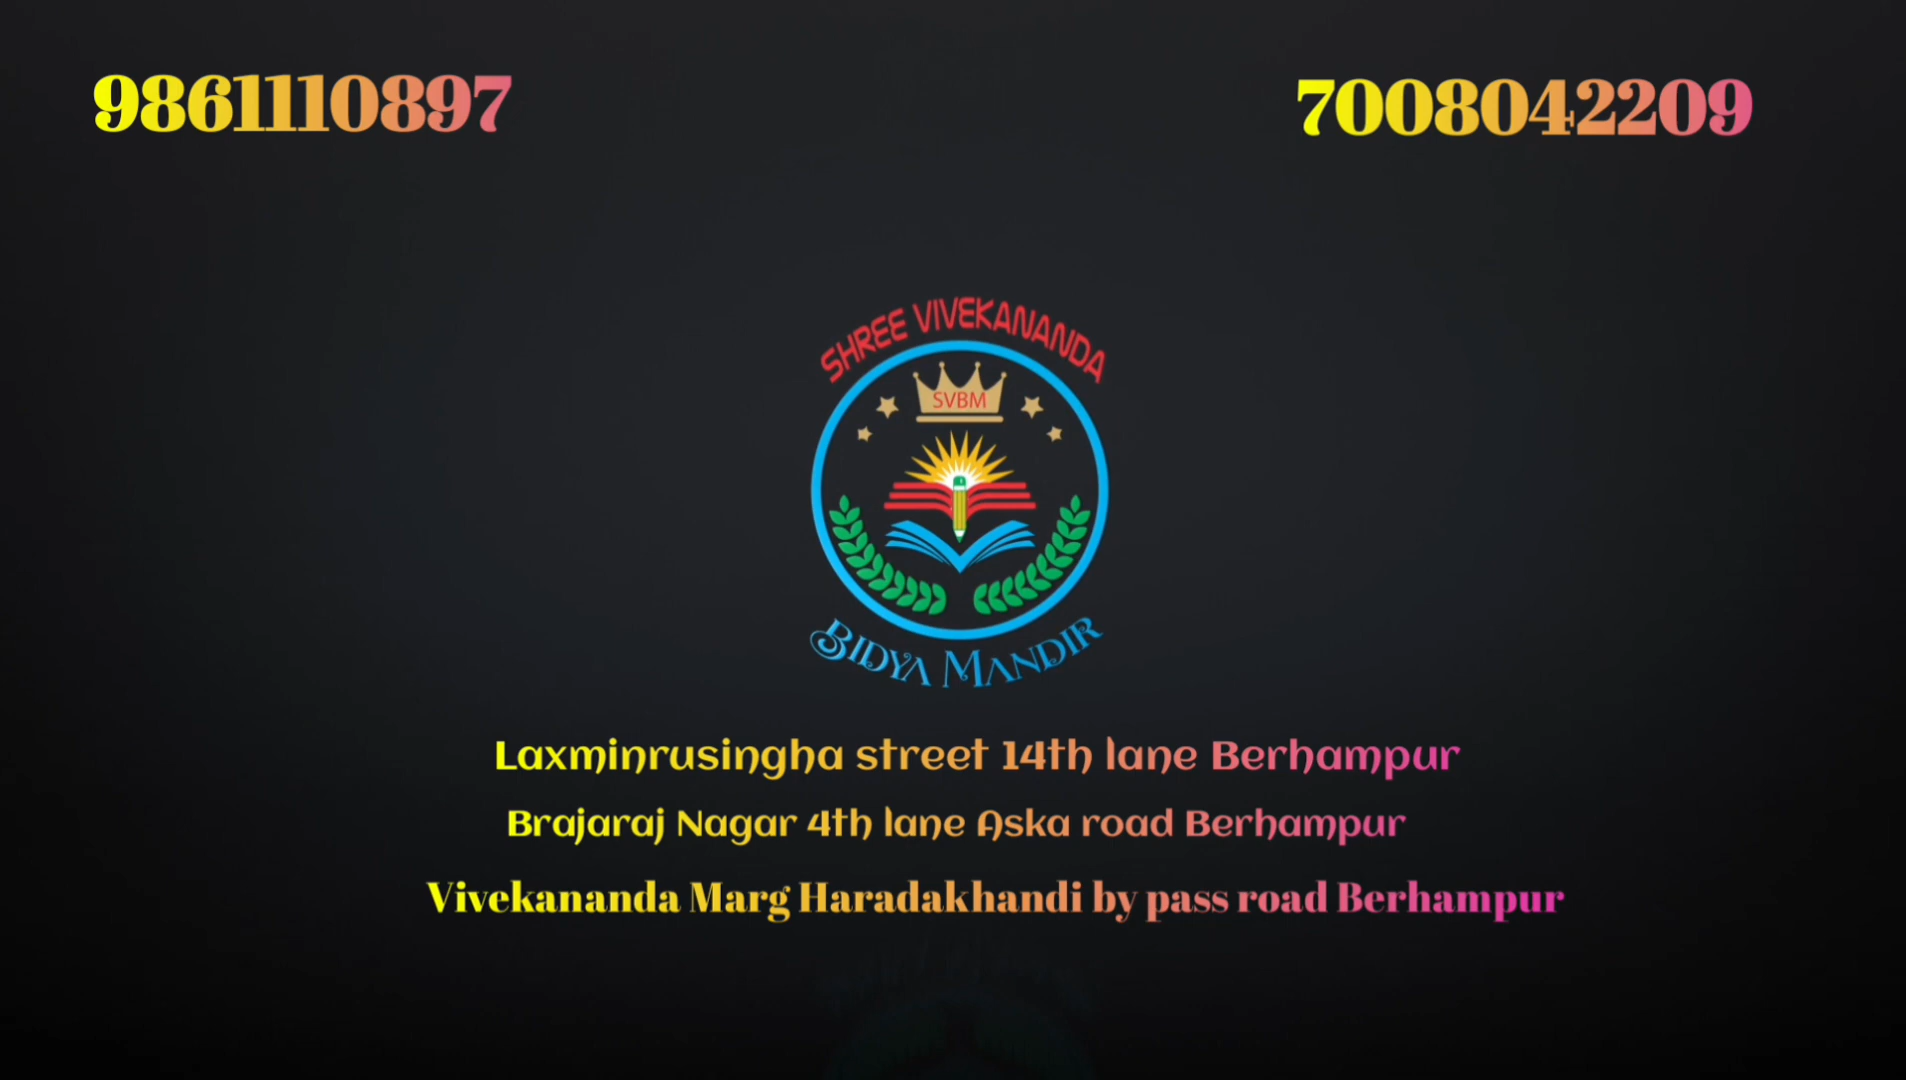 9861110897
7008042209
SHREE VIVEKANANDA
SVBM
BIDYA MANDIR
Laxminrusingha street 14th lane Berhampur
Brajaraj Nagar 4th lane Aska road Berhampur
Vivekananda Marg Haradakhandi by pass road Berhampur